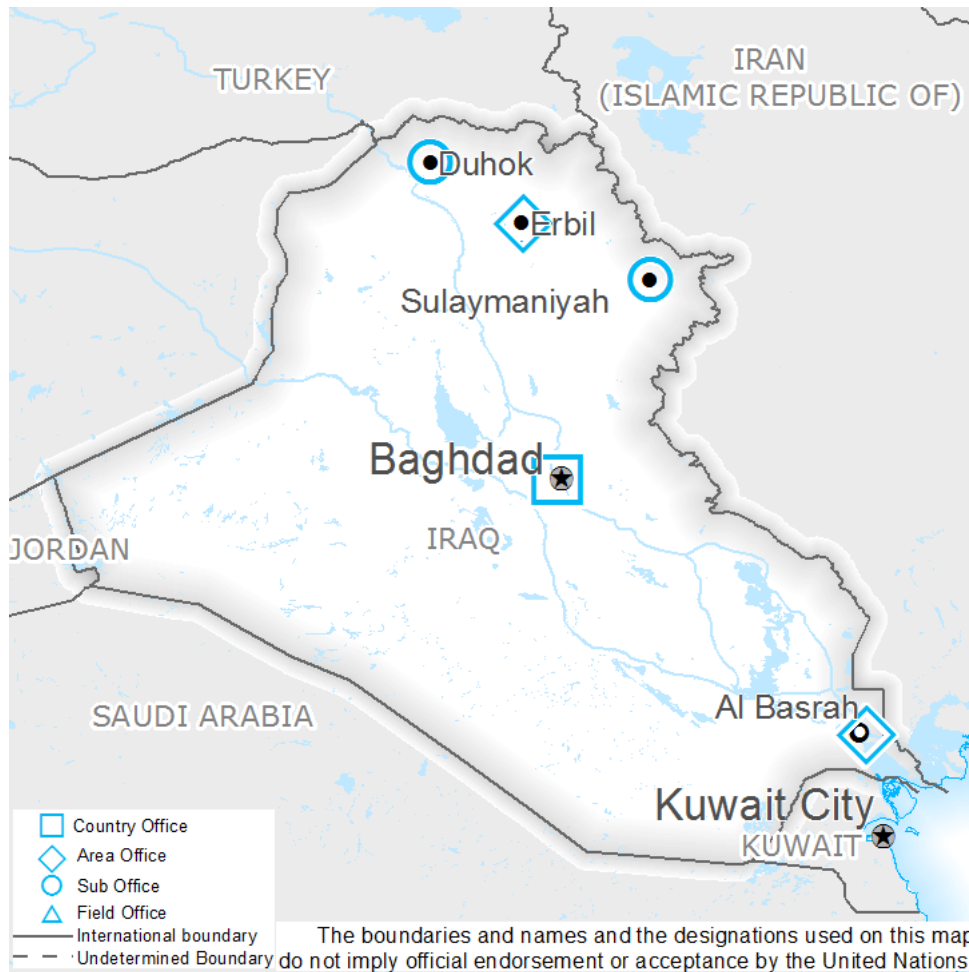 TURKEY
IRAN
(ISLAMIC REPUBLIC OF)
Duhok
Erbil
Sulaymaniyah
Baghdad
IRAQ
JORDAN
SAUDI ARABIA
Al Basrah
Kuwait City
KUWAIT
Country Office
Area Office
Sub Office
Field Office
International boundary
Undetermined Boundary
The boundaries and names and the designations used on this map
do not imply official endorsement or acceptance by the United Nations